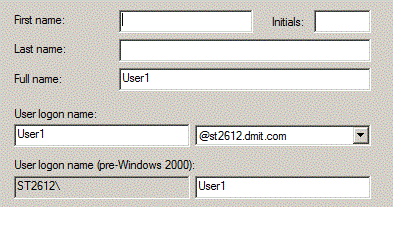 First name: Initials:
Last name:
Full name: User1
User logon name:
User1 @st2612.dmit.com
User logon name (pre-Windows 2000):
ST2612\ User1